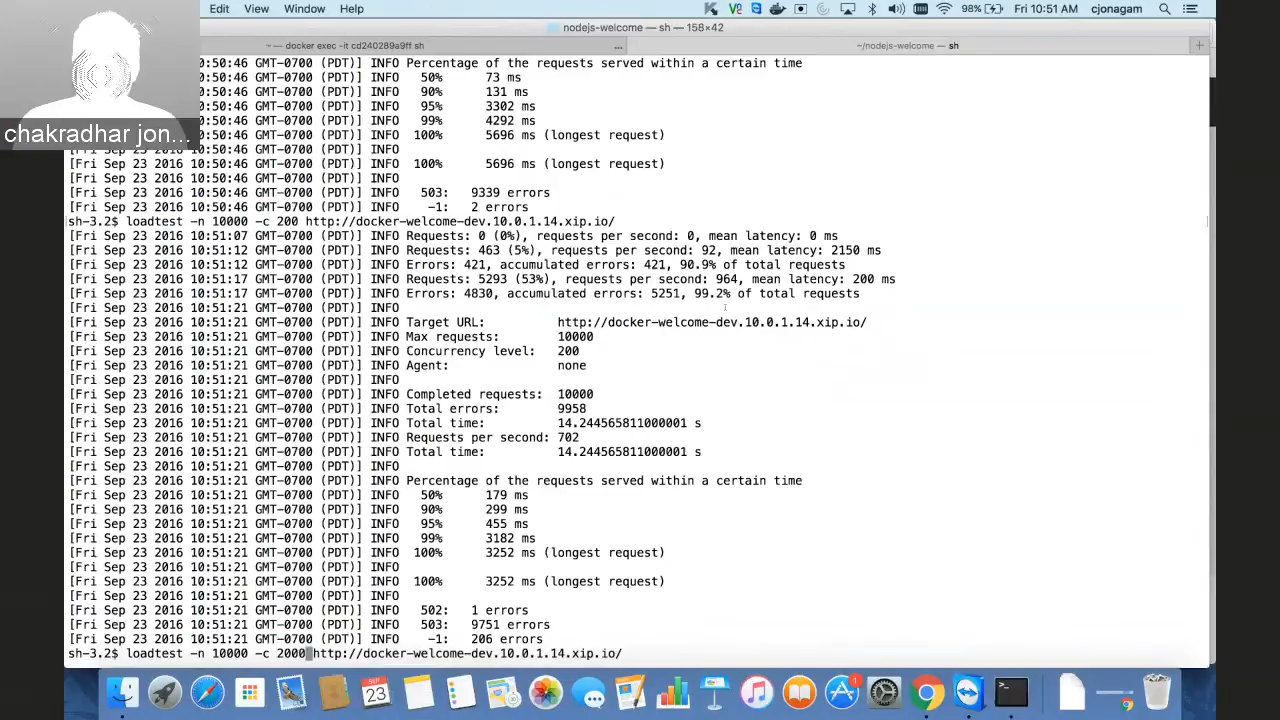 Edit View Window Help 98% Fri 10:51 AM cjonagam
nodejs-welcome — sh — 158×42
~ — docker exec -it cd240289a9ff sh ... ~/nodejs-welcome — sh +
0:50:46 GMT-0700 (PDT)] INFO Percentage of the requests served within a certain time
0:50:46 GMT-0700 (PDT)] INFO 50% 73 ms
0:50:46 GMT-0700 (PDT)] INFO 90% 131 ms
0:50:46 GMT-0700 (PDT)] INFO 95% 3302 ms
0:50:46 GMT-0700 (PDT)] INFO 99% 4292 ms
chakradhar jon...
0:50:46 GMT-0700 (PDT)] INFO 100% 5696 ms (longest request)
[Fri Sep 23 2016 10:50:46 GMT-0700 (PDT)] INFO
[Fri Sep 23 2016 10:50:46 GMT-0700 (PDT)] INFO 100% 5696 ms (longest request)
[Fri Sep 23 2016 10:50:46 GMT-0700 (PDT)] INFO
[Fri Sep 23 2016 10:50:46 GMT-0700 (PDT)] INFO 503: 9339 errors
[Fri Sep 23 2016 10:50:46 GMT-0700 (PDT)] INFO -1: 2 errors
sh-3.2$ loadtest -n 10000 -c 200 http://docker-welcome-dev.10.0.1.14.xip.io/
[Fri Sep 23 2016 10:51:07 GMT-0700 (PDT)] INFO Requests: 0 (0%), requests per second: 0, mean latency: 0 ms
[Fri Sep 23 2016 10:51:12 GMT-0700 (PDT)] INFO Requests: 463 (5%), requests per second: 92, mean latency: 2150 ms
[Fri Sep 23 2016 10:51:12 GMT-0700 (PDT)] INFO Errors: 421, accumulated errors: 421, 90.9% of total requests
[Fri Sep 23 2016 10:51:17 GMT-0700 (PDT)] INFO Requests: 5293 (53%), requests per second: 964, mean latency: 200 ms
[Fri Sep 23 2016 10:51:17 GMT-0700 (PDT)] INFO Errors: 4830, accumulated errors: 5251, 99.2% of total requests
[Fri Sep 23 2016 10:51:21 GMT-0700 (PDT)] INFO
[Fri Sep 23 2016 10:51:21 GMT-0700 (PDT)] INFO Target URL: http://docker-welcome-dev.10.0.1.14.xip.io/
[Fri Sep 23 2016 10:51:21 GMT-0700 (PDT)] INFO Max requests: 10000
[Fri Sep 23 2016 10:51:21 GMT-0700 (PDT)] INFO Concurrency level: 200
[Fri Sep 23 2016 10:51:21 GMT-0700 (PDT)] INFO Agent: none
[Fri Sep 23 2016 10:51:21 GMT-0700 (PDT)] INFO
[Fri Sep 23 2016 10:51:21 GMT-0700 (PDT)] INFO Completed requests: 10000
[Fri Sep 23 2016 10:51:21 GMT-0700 (PDT)] INFO Total errors: 9958
[Fri Sep 23 2016 10:51:21 GMT-0700 (PDT)] INFO Total time: 14.244565811000001 s
[Fri Sep 23 2016 10:51:21 GMT-0700 (PDT)] INFO Requests per second: 702
[Fri Sep 23 2016 10:51:21 GMT-0700 (PDT)] INFO Total time: 14.244565811000001 s
[Fri Sep 23 2016 10:51:21 GMT-0700 (PDT)] INFO
[Fri Sep 23 2016 10:51:21 GMT-0700 (PDT)] INFO Percentage of the requests served within a certain time
[Fri Sep 23 2016 10:51:21 GMT-0700 (PDT)] INFO 50% 179 ms
[Fri Sep 23 2016 10:51:21 GMT-0700 (PDT)] INFO 90% 299 ms
[Fri Sep 23 2016 10:51:21 GMT-0700 (PDT)] INFO 95% 455 ms
[Fri Sep 23 2016 10:51:21 GMT-0700 (PDT)] INFO 99% 3182 ms
[Fri Sep 23 2016 10:51:21 GMT-0700 (PDT)] INFO 100% 3252 ms (longest request)
[Fri Sep 23 2016 10:51:21 GMT-0700 (PDT)] INFO
[Fri Sep 23 2016 10:51:21 GMT-0700 (PDT)] INFO 100% 3252 ms (longest request)
[Fri Sep 23 2016 10:51:21 GMT-0700 (PDT)] INFO
[Fri Sep 23 2016 10:51:21 GMT-0700 (PDT)] INFO 502: 1 errors
[Fri Sep 23 2016 10:51:21 GMT-0700 (PDT)] INFO 503: 9751 errors
[Fri Sep 23 2016 10:51:21 GMT-0700 (PDT)] INFO -1: 206 errors
sh-3.2$ loadtest -n 10000 -c 2000 http://docker-welcome-dev.10.0.1.14.xip.io/
SEP 23 1